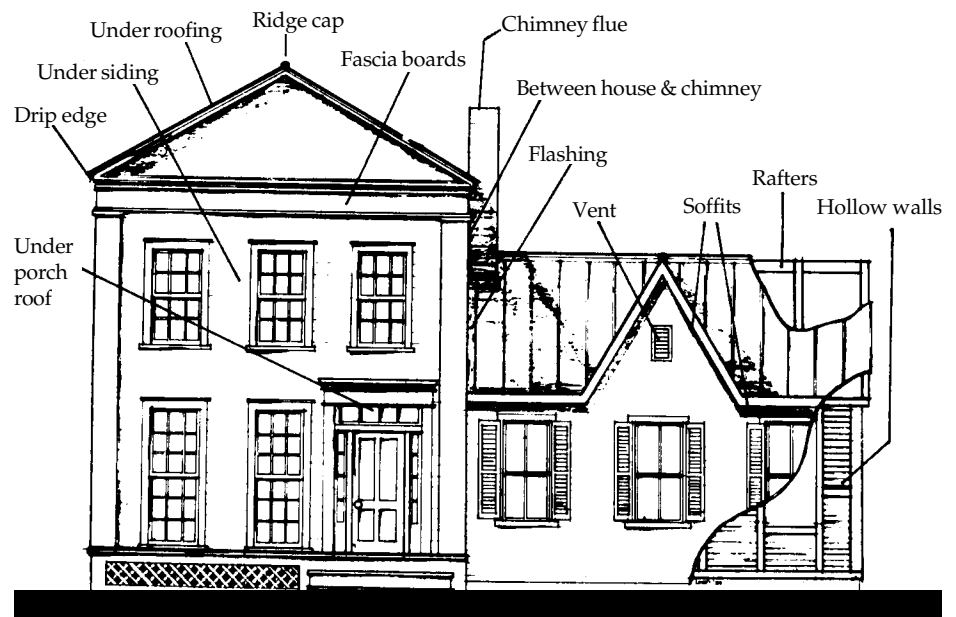 Ridge cap
Chimney flue
Under roofing
Fascia boards
Under siding
Between house & chimney
Drip edge
Flashing
Rafters
Vent
Soffits
Hollow walls
Under
porch
roof